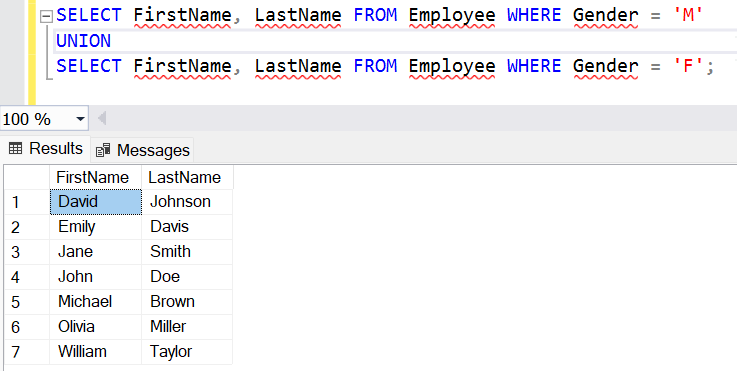 SELECT FirstName, LastName FROM Employee WHERE Gender = 'M'
UNION
SELECT FirstName, LastName FROM Employee WHERE Gender = 'F';
100 %
Results Messages
FirstName LastName
1 David Johnson
2 Emily Davis
3 Jane Smith
4 John Doe
5 Michael Brown
6 Olivia Miller
7 William Taylor